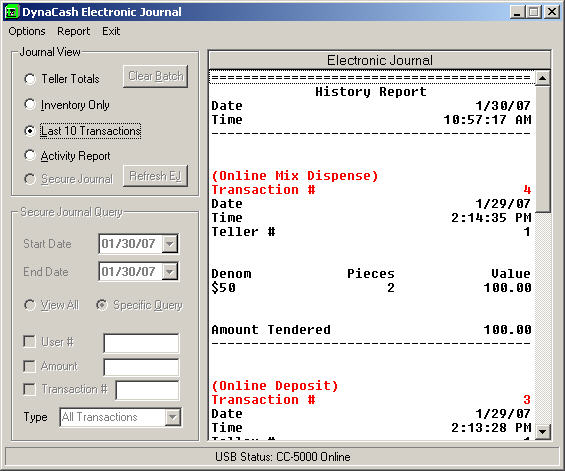 DynaCash Electronic Journal
Options Report Exit
Journal View
Teller Totals
Clear Batch
Inventory Only
Last 10 Transactions
Activity Report
Secure Journal
Refresh EJ
Secure Journal Query
Start Date 01/30/07
End Date 01/30/07
View All Specific Query
User #
Amount
Transaction #
Type All Transactions
Electronic Journal
========================================
History Report
Date 1/30/07
Time 10:57:17 AM
----------------------------------------
(Online Mix Dispense)
Transaction # 4
Date 1/29/07
Time 2:14:35 PM
Teller # 1
Denom Pieces Value
$50 2 100.00
Amount Tendered 100.00
----------------------------------------
(Online Deposit)
Transaction # 3
Date 1/29/07
Time 2:13:28 PM
Teller # 1
USB Status: CC-5000 Online